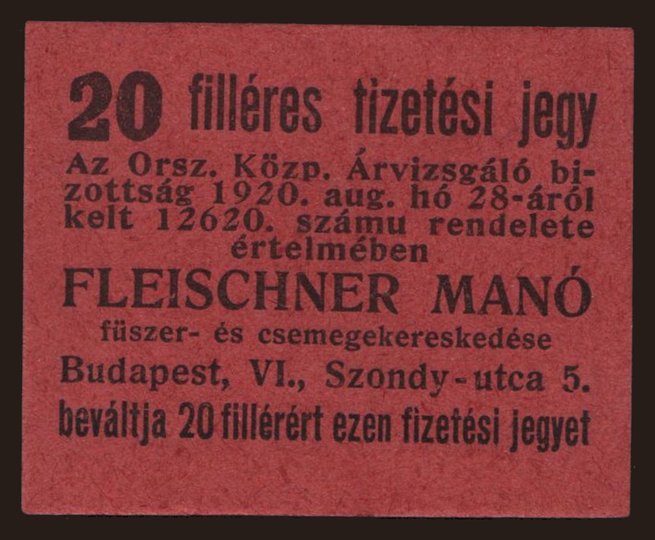 20 filléres fizetési jegy
Az Orsz. Közp. Árvizsgáló bi-
zottság 1920. aug. hó 28-áról
kelt 12620. számu rendelete
értelmében
FLEISCHNER MANÓ
füszer- és csemegekereskedése
Budapest, VI., Szondy-utca 5.
beváltja 20 fillérért ezen fizetési jegyet